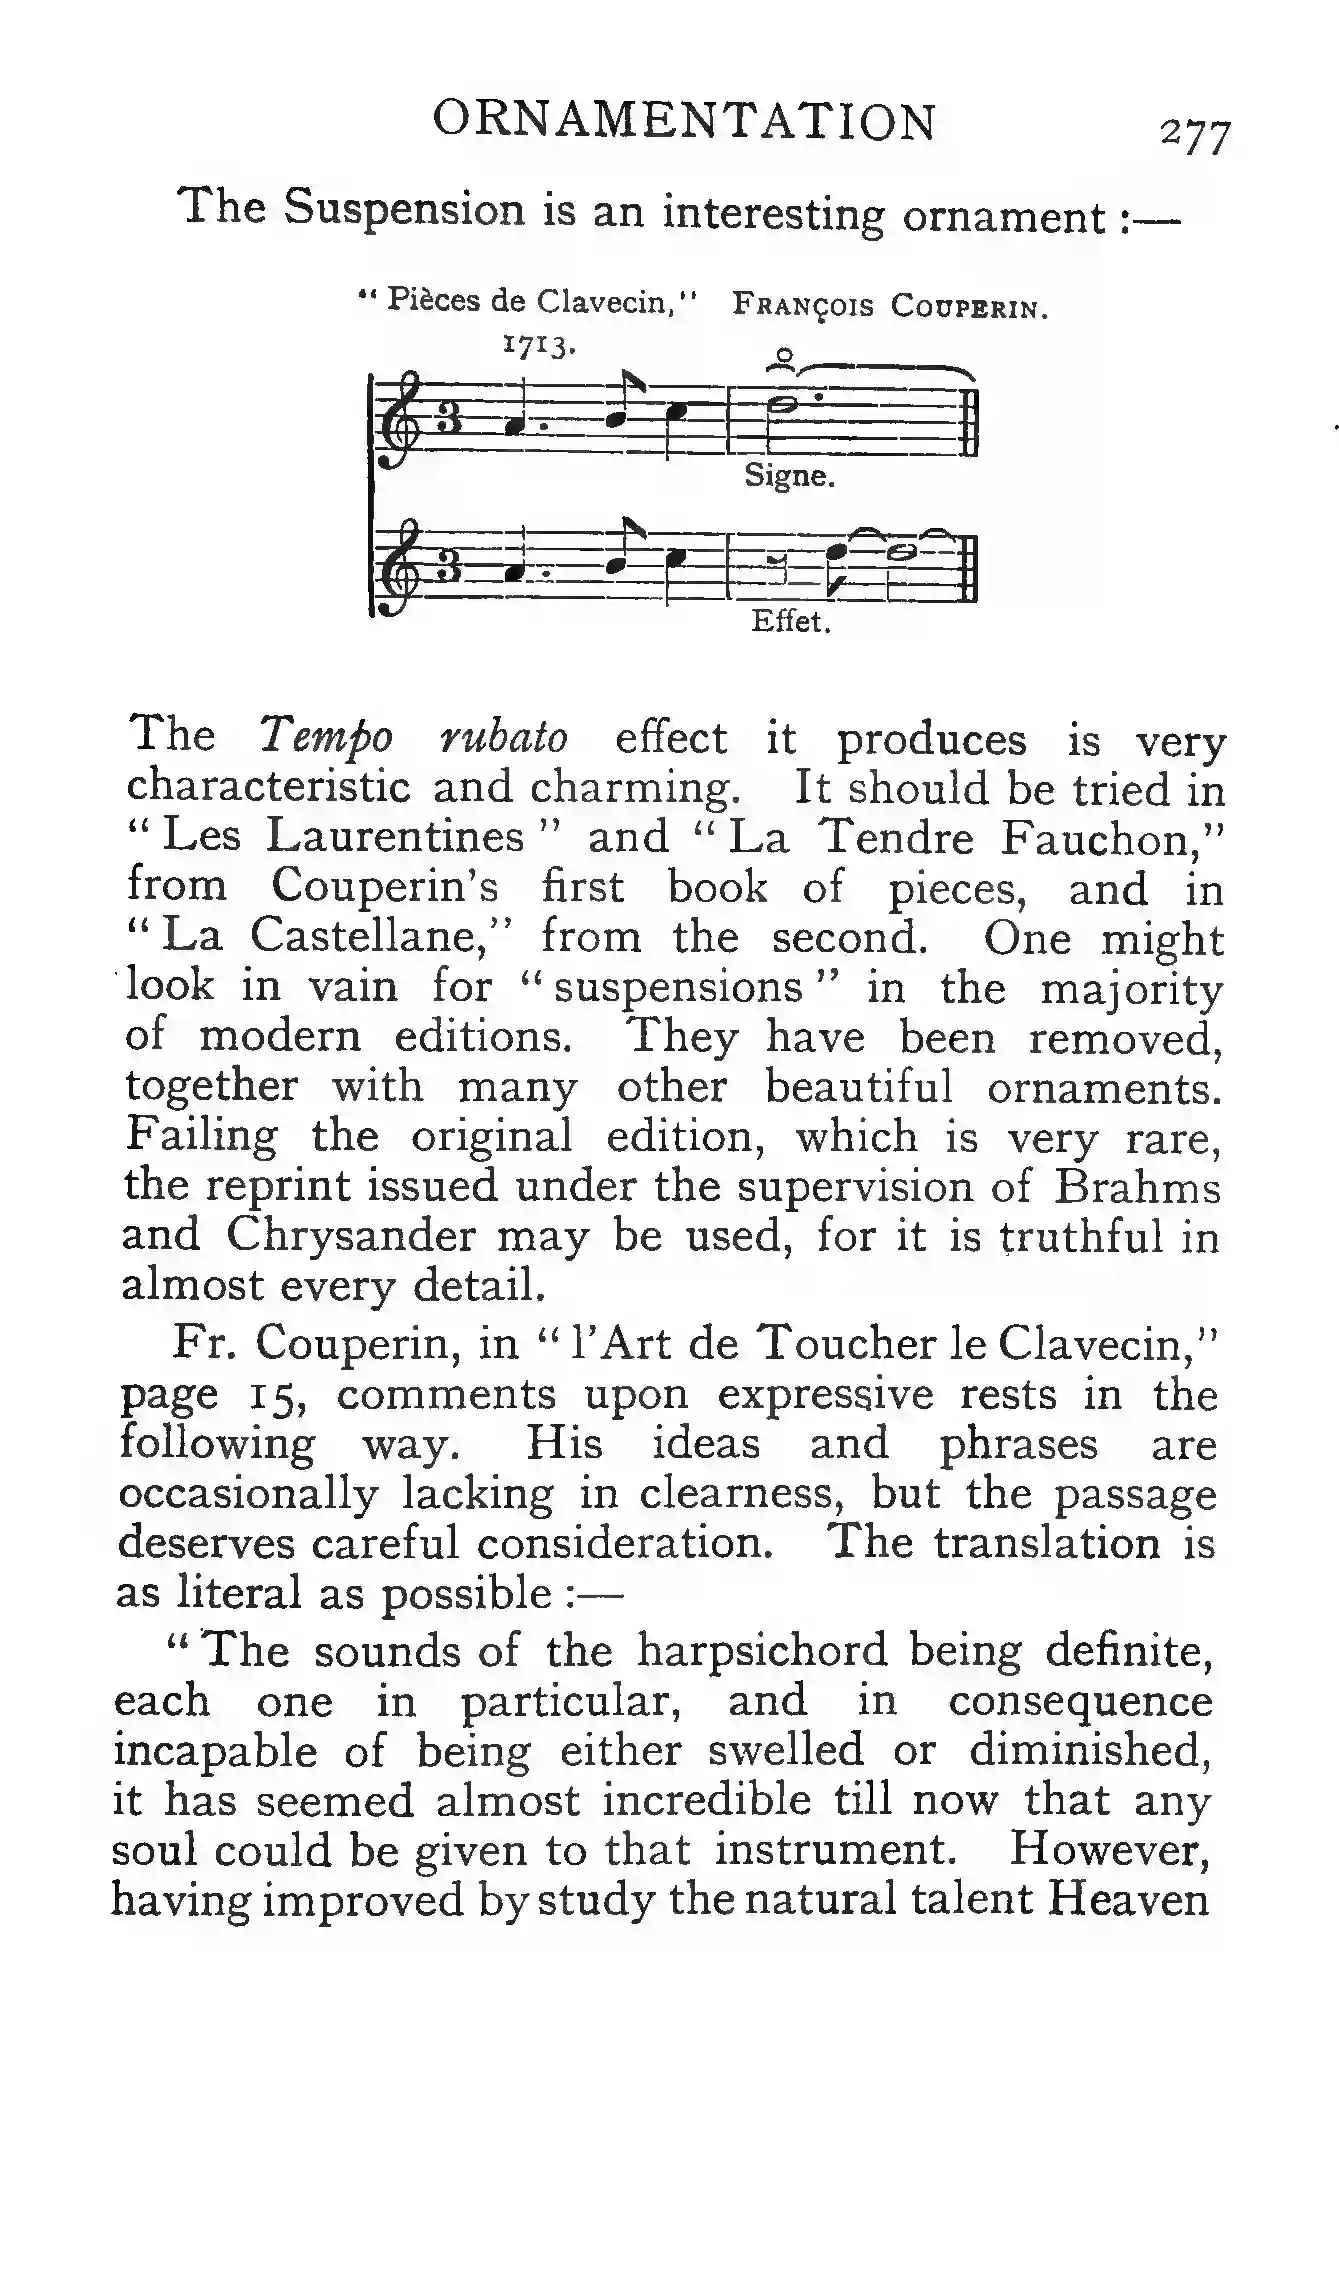 ORNAMENTATION 277
The Suspension is an interesting ornament :—
“ Pièces de Clavecin,” FRANÇOIS COUPERIN.
1713.
3
Signe.
3
Effet.
The Tempo rubato effect it produces is very
characteristic and charming. It should be tried in
“ Les Laurentines ” and “ La Tendre Fauchon,”
from Couperin’s first book of pieces, and in
“ La Castellane,” from the second. One might
look in vain for “ suspensions ” in the majority
of modern editions. They have been removed,
together with many other beautiful ornaments.
Failing the original edition, which is very rare,
the reprint issued under the supervision of Brahms
and Chrysander may be used, for it is truthful in
almost every detail.
Fr. Couperin, in “ l’Art de Toucher le Clavecin,”
page 15, comments upon expressive rests in the
following way. His ideas and phrases are
occasionally lacking in clearness, but the passage
deserves careful consideration. The translation is
as literal as possible :—
“ The sounds of the harpsichord being definite,
each one in particular, and in consequence
incapable of being either swelled or diminished,
it has seemed almost incredible till now that any
soul could be given to that instrument. However,
having improved by study the natural talent Heaven